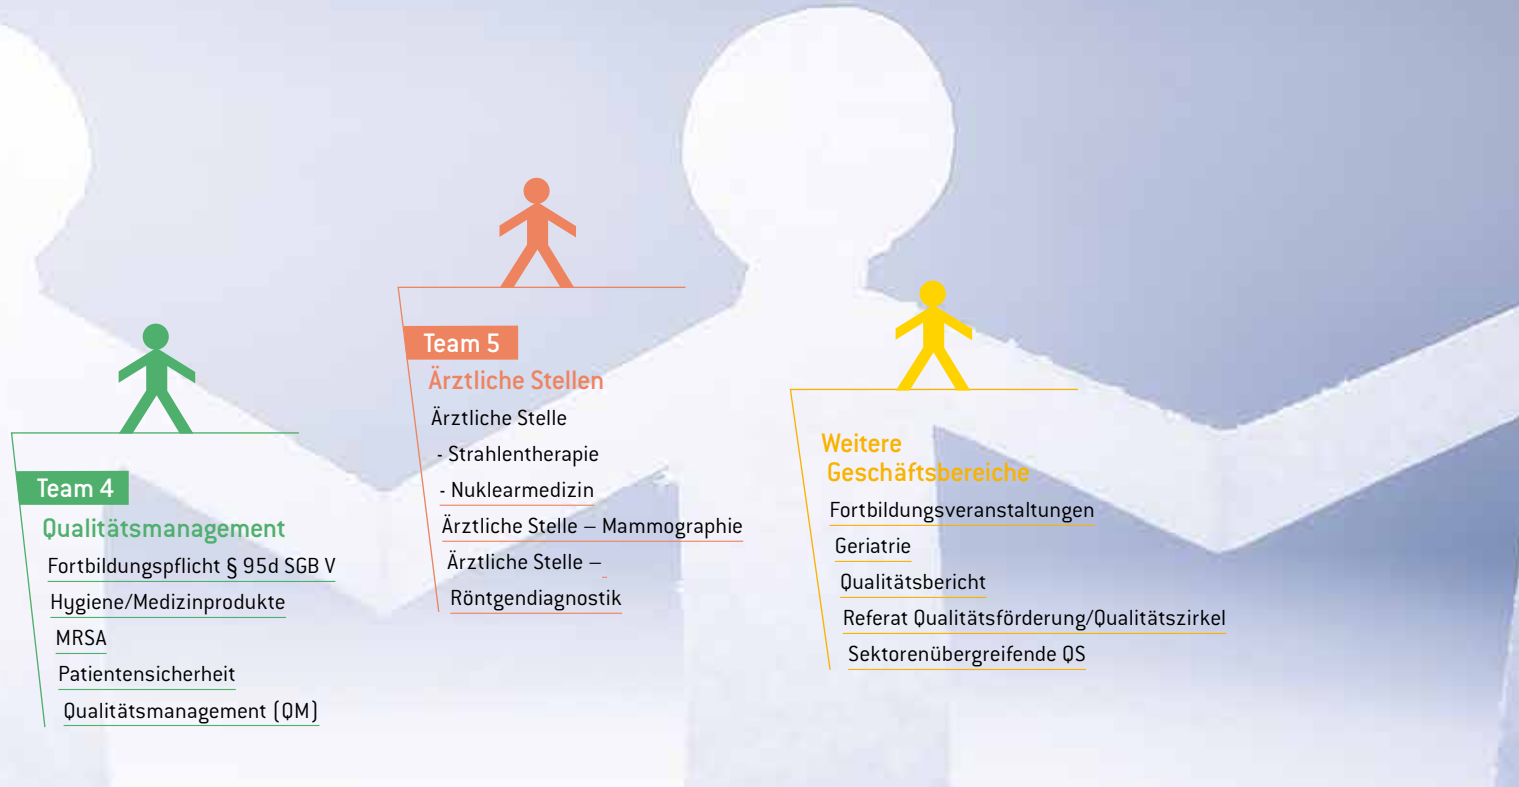 Team 4
Qualitätsmanagement
Fortbildungspflicht § 95d SGB V
Hygiene/Medizinprodukte
MRSA
Patientensicherheit
Qualitätsmanagement (QM)
Team 5
Ärztliche Stellen
Ärztliche Stelle
- Strahlentherapie
- Nuklearmedizin
Ärztliche Stelle – Mammographie
Ärztliche Stelle –
Röntgendiagnostik
Weitere
Geschäftsbereiche
Fortbildungsveranstaltungen
Geriatrie
Qualitätsbericht
Referat Qualitätsförderung/Qualitätszirkel
Sektorenübergreifende QS